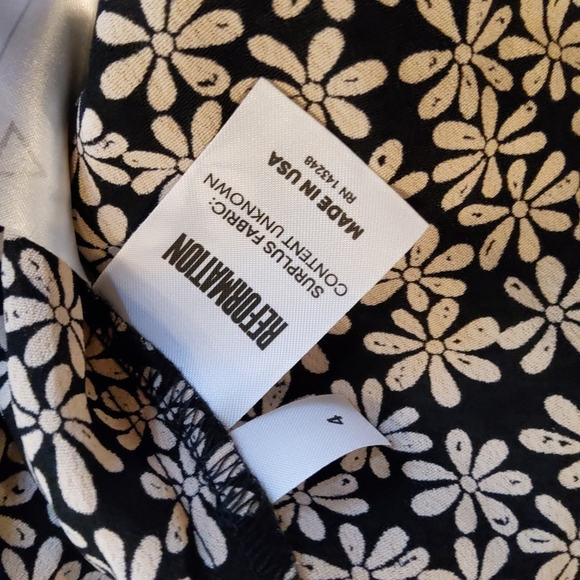 REFORMATION
SURPLUS FABRIC:
CONTENT UNKNOWN
MADE IN USA
RN 143248
4